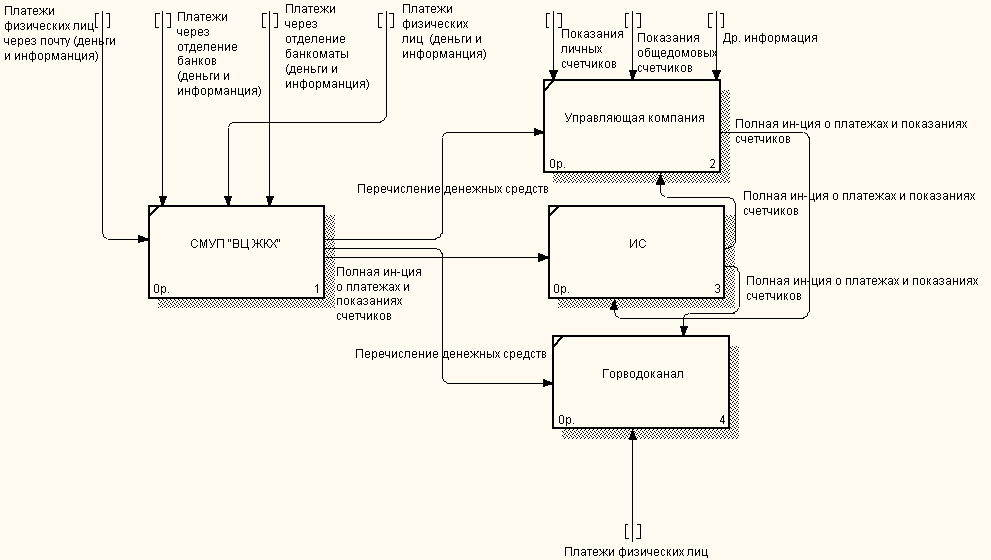 Платежи
физических лиц
через почту (деньги
и информанция)
Платежи
через
отделение
банков
(деньги и
информанция)
Платежи
через
отделение
банкоматы
(деньги и
информанция)
Платежи
физических
лиц (деньги и
информанция)
Показания
личных
счетчиков
Показания
общедомовых
счетчиков
Др. информация
Управляющая компания
0р.
2
Полная ин-ция о платежах и показаниях
счетчиков
Перечисление денежных средств
Полная ин-ция о платежах и показаниях
счетчиков
СМУП "ВЦ ЖКХ"
0р.
1
ИС
0р.
3
Полная ин-ция
о платежах и
показаниях
счетчиков
Полная ин-ция о платежах и показаниях
счетчиков
Перечисление денежных средств
Горводоканал
0р.
4
Платежи физических лиц